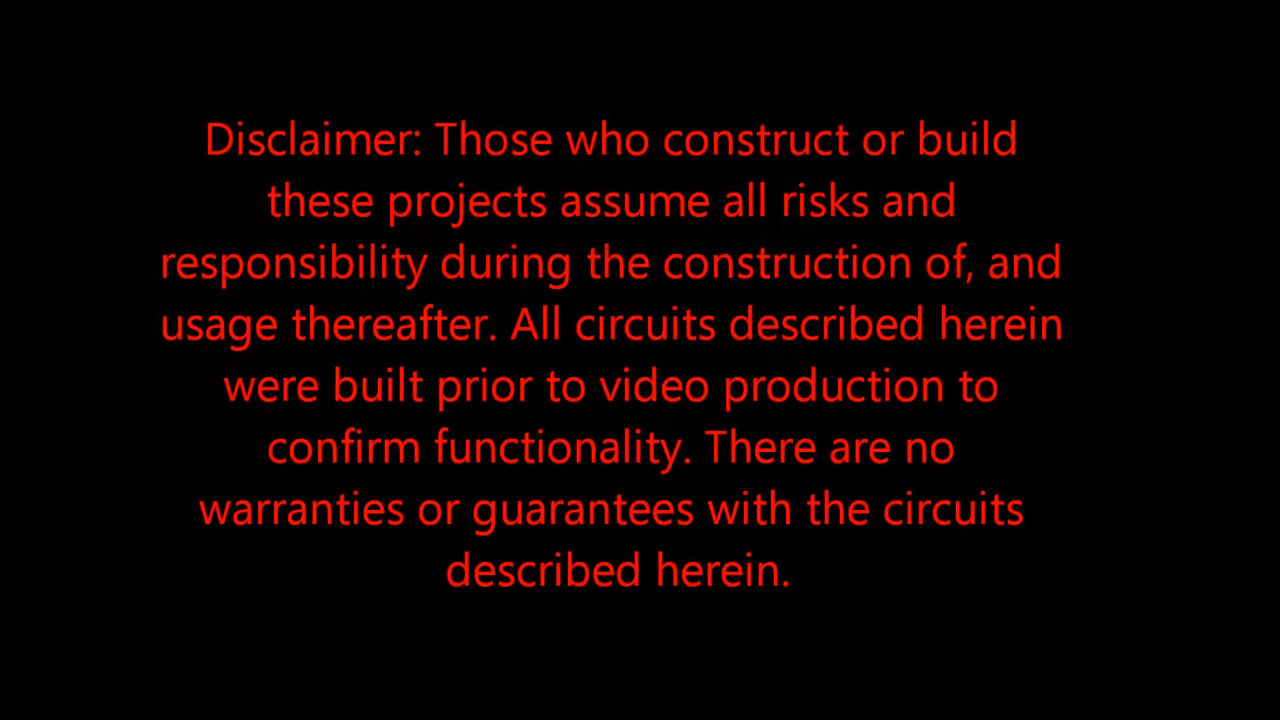 Disclaimer: Those who construct or build
these projects assume all risks and
responsibility during the construction of, and
usage thereafter. All circuits described herein
were built prior to video production to
confirm functionality. There are no
warranties or guarantees with the circuits
described herein.